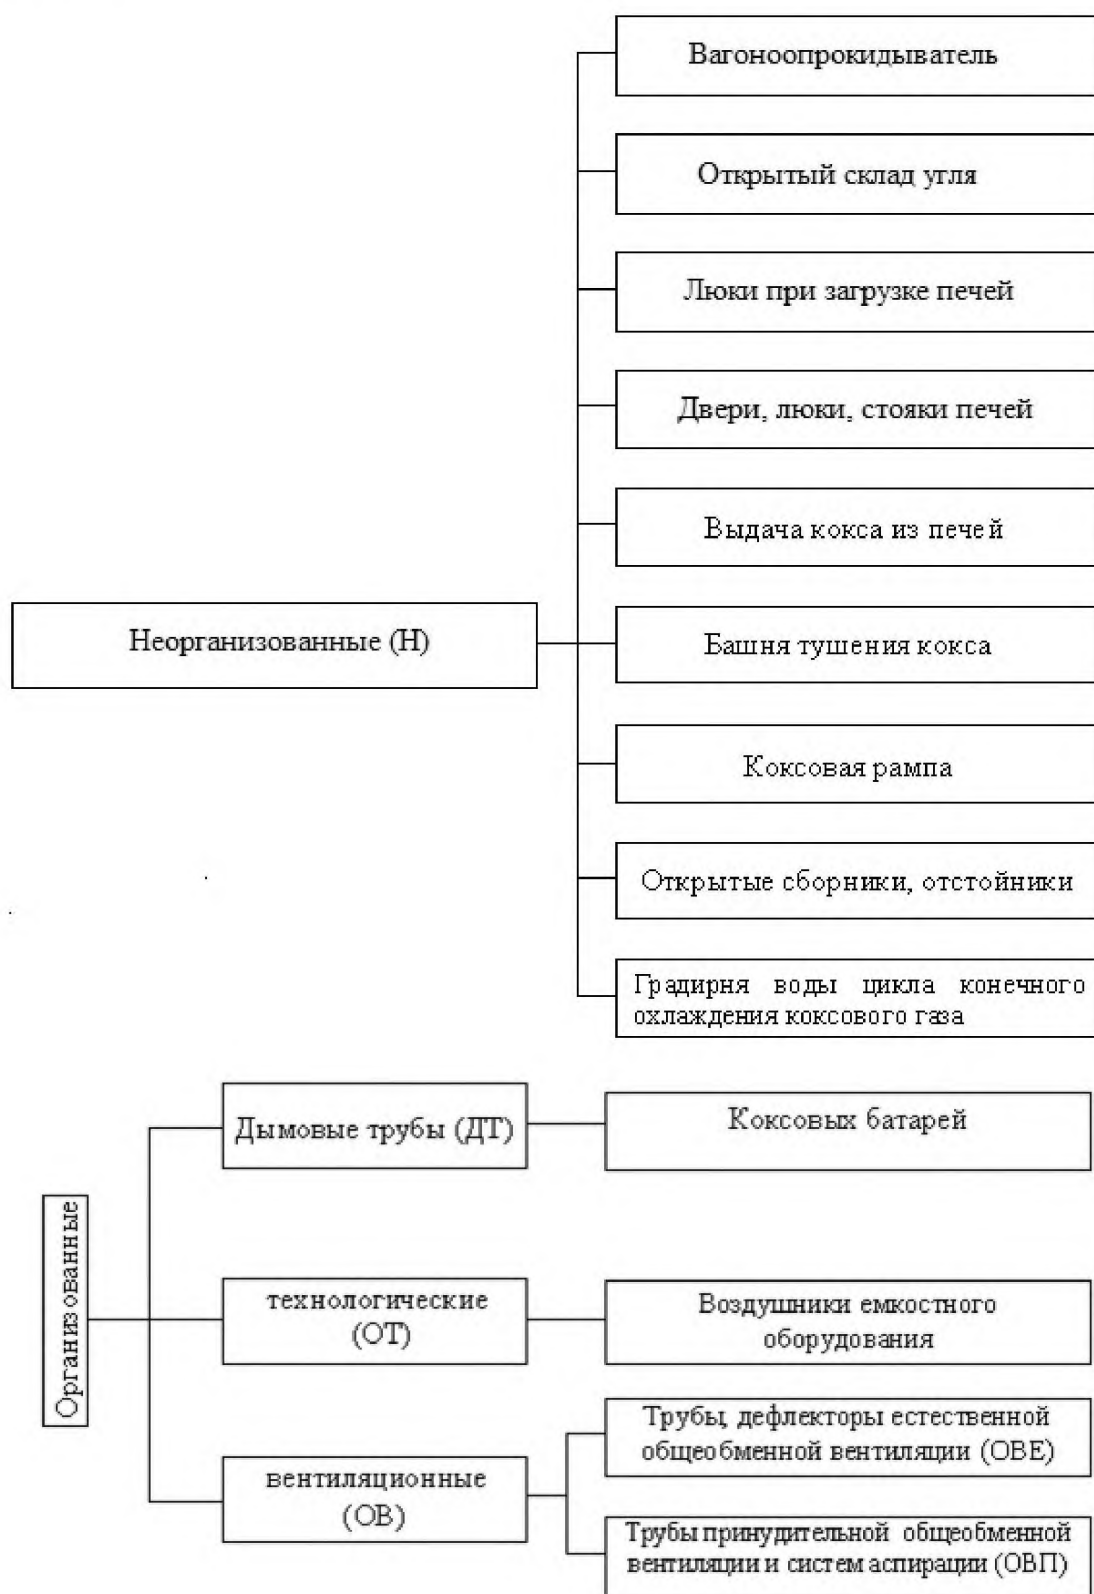 Вагоноопрокидыватель
Открытый склад угля
Люки при загрузке печей
Двери, люки, стояки печей
Выдача кокса из печей
Неорганизованные (Н)
Башня тушения кокса
Коксовая рампа
Открытые сборники, отстойники
Градирня воды цикла конечного
охлаждения коксового газа
Организованные
Дымовые трубы (ДТ)
Коксовых батарей
технологические
(ОТ)
Воздушники емкостного
оборудования
вентиляционные
(ОВ)
Трубы, дефлекторы естественной
общеобменной вентиляции (ОВЕ)
Трубы принудительной общеобменной
вентиляции и систем аспирации (ОВП)